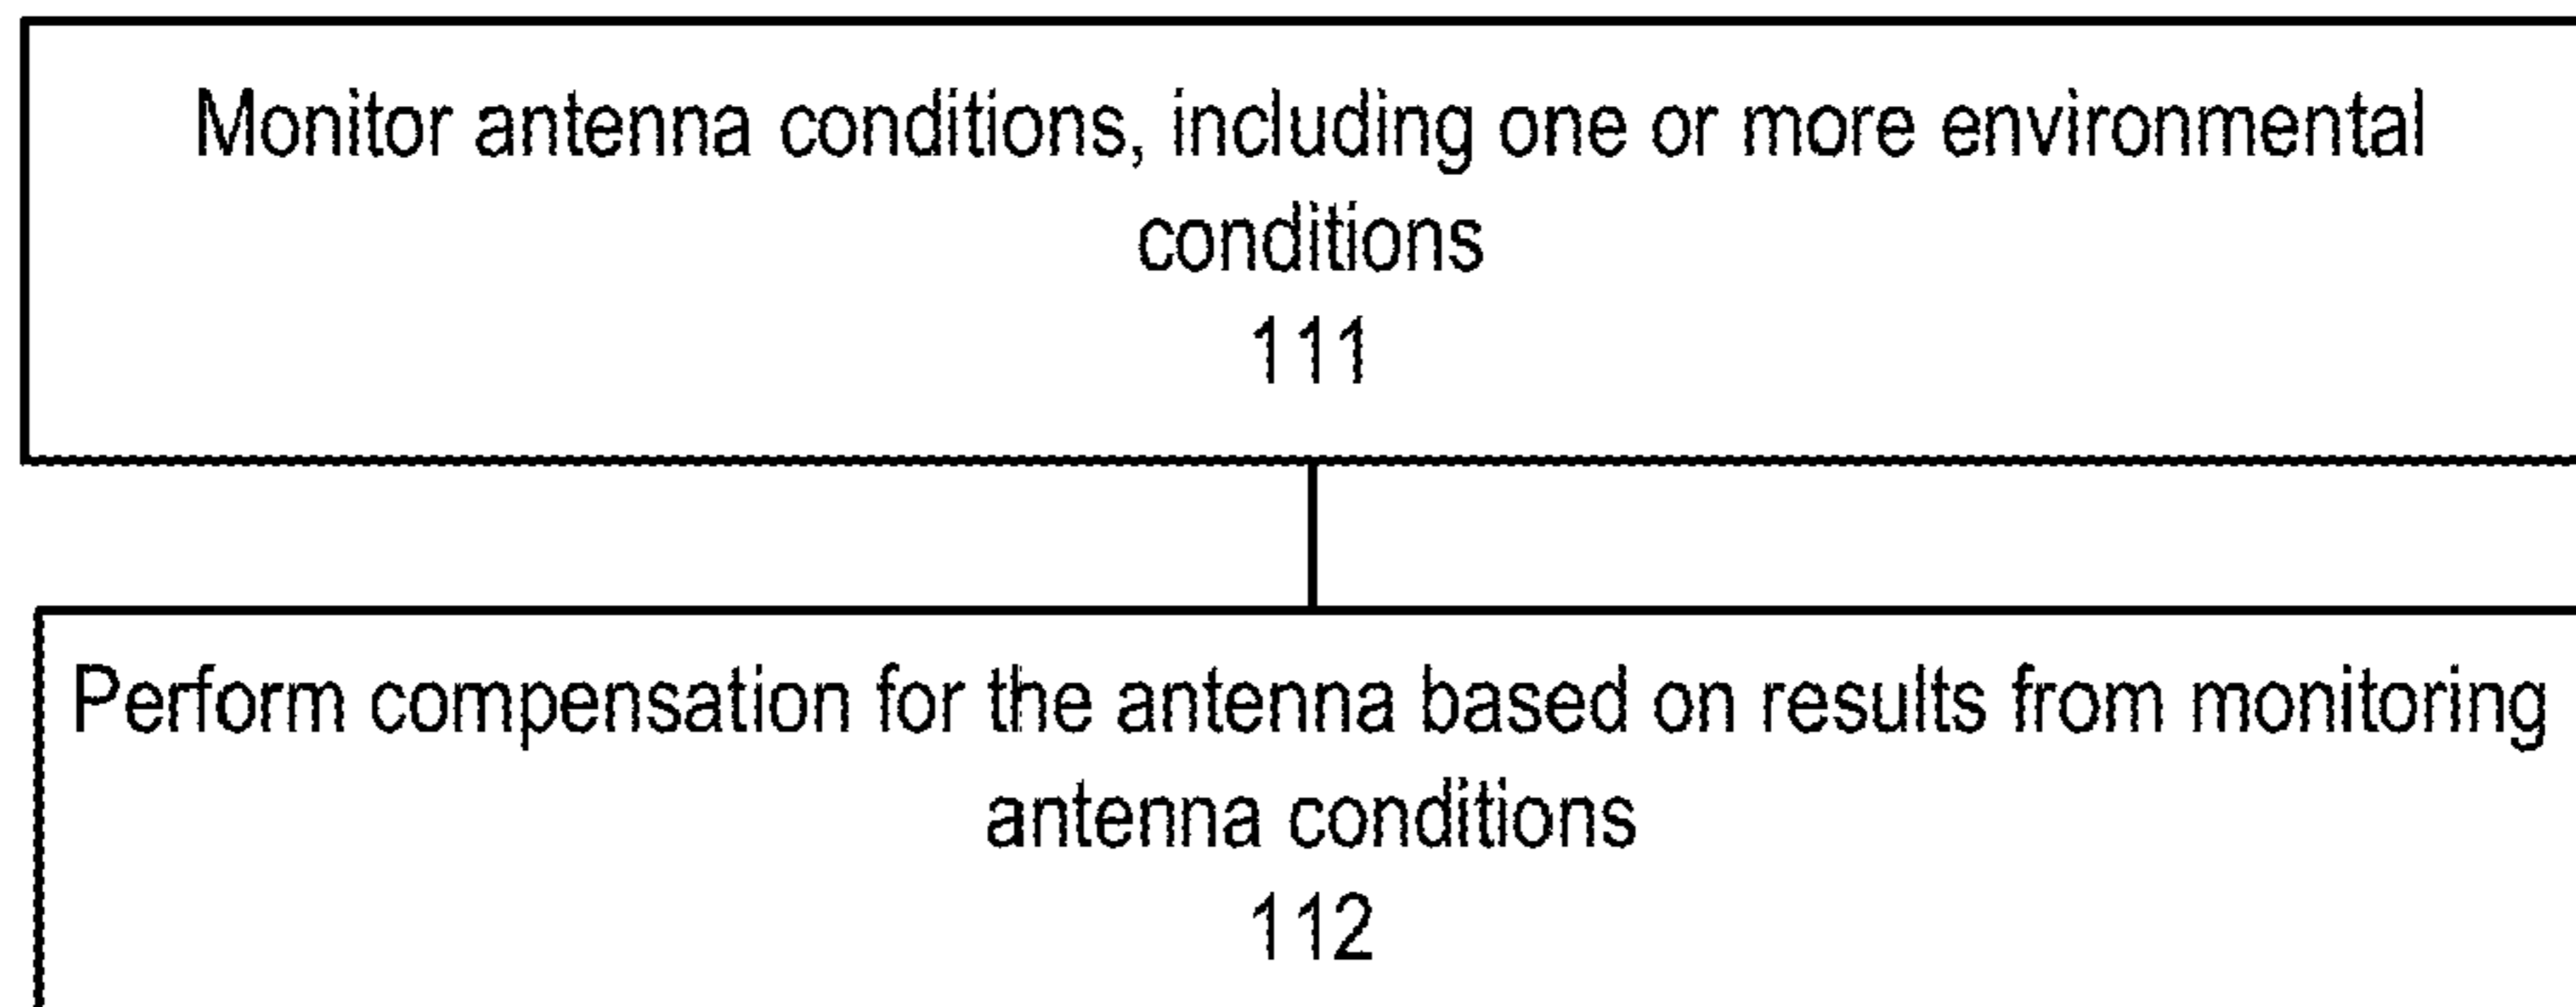 Monitor antenna conditions, including one or more environmental
conditions
111
Perform compensation for the antenna based on results from monitoring
antenna conditions
112